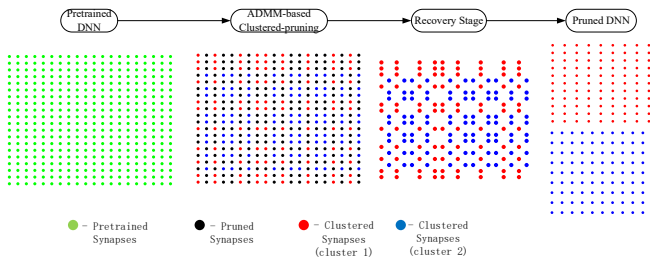 Pretrained
DNN
ADMM-based
Clustered-pruning
Recovery Stage
Pruned DNN
- Pretrained
Synapses
- Pruned
Synapses
- Clustered
Synapses
(cluster 1)
- Clustered
Synapses
(cluster 2)